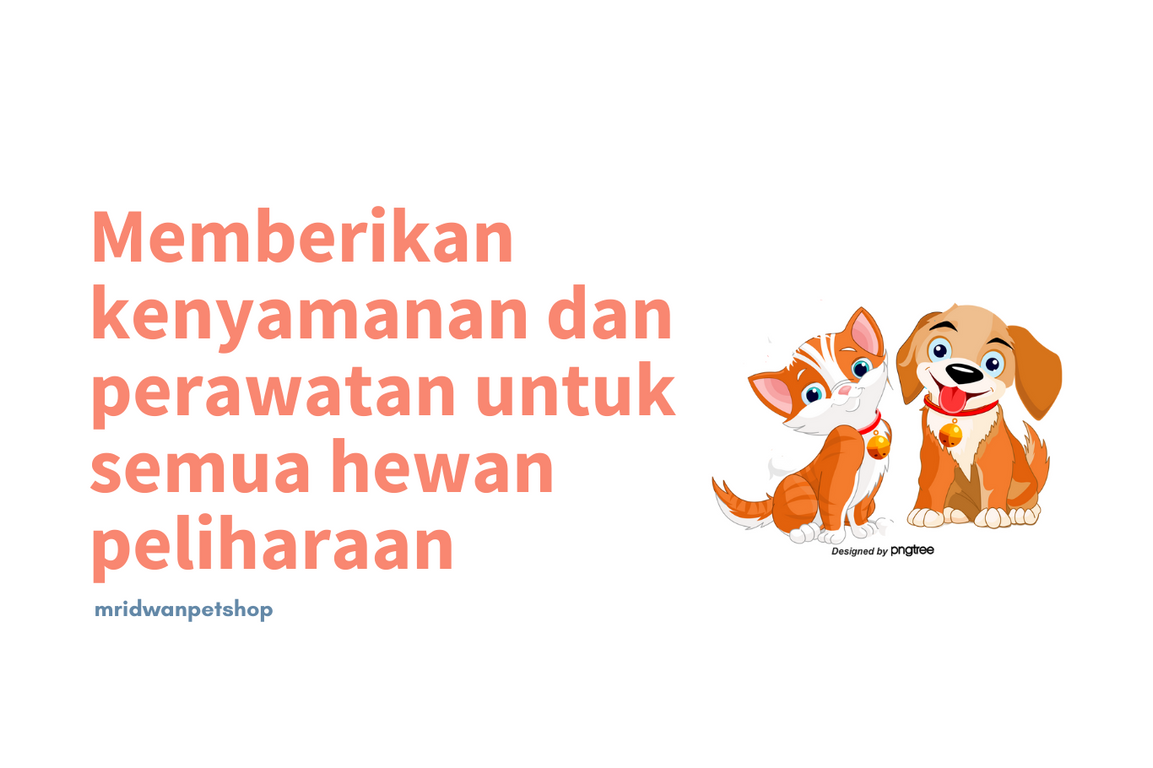 Memberikan
kenyamanan dan
perawatan untuk
semua hewan
peliharaan
mridwanpetshop
Designed by pngtree